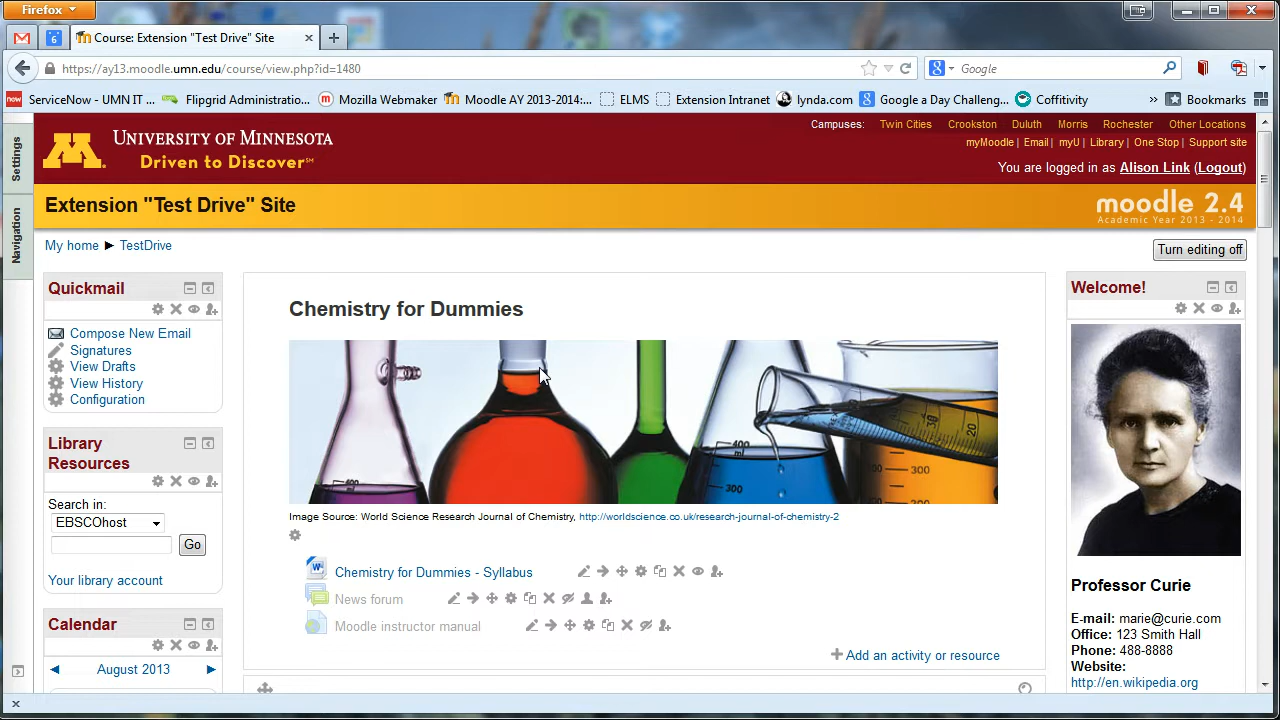 Firefox
6
Course: Extension "Test Drive" Site
https://ay13.moodle.umn.edu/course/view.php?id=1480
Google
now
ServiceNow - UMN IT ...
Flipgrid Administratio...
Mozilla Webmaker
Moodle AY 2013-2014:...
ELMS
Extension Intranet
lynda.com
Google a Day Challeng...
Coffitivity
»
Bookmarks
Settings
Navigation
UNIVERSITY OF MINNESOTA
Driven to Discover℠
Campuses: Twin Cities Crookston Duluth Morris Rochester Other Locations
myMoodle | Email | myU | Library | One Stop | Support site
You are logged in as Alison Link (Logout)
Extension "Test Drive" Site
moodle 2.4
Academic Year 2013 - 2014
My home ► TestDrive
Turn editing off
Quickmail
Compose New Email
Signatures
View Drafts
View History
Configuration
Library
Resources
Search in:
EBSCOhost
Go
Your library account
Calendar
August 2013
Chemistry for Dummies
400
400
300
300
20
Image Source: World Science Research Journal of Chemistry, http://worldscience.co.uk/research-journal-of-chemistry-2
Chemistry for Dummies - Syllabus
News forum
Moodle instructor manual
Add an activity or resource
Welcome!
Professor Curie
E-mail: marie@curie.com
Office: 123 Smith Hall
Phone: 488-8888
Website:
http://en.wikipedia.org